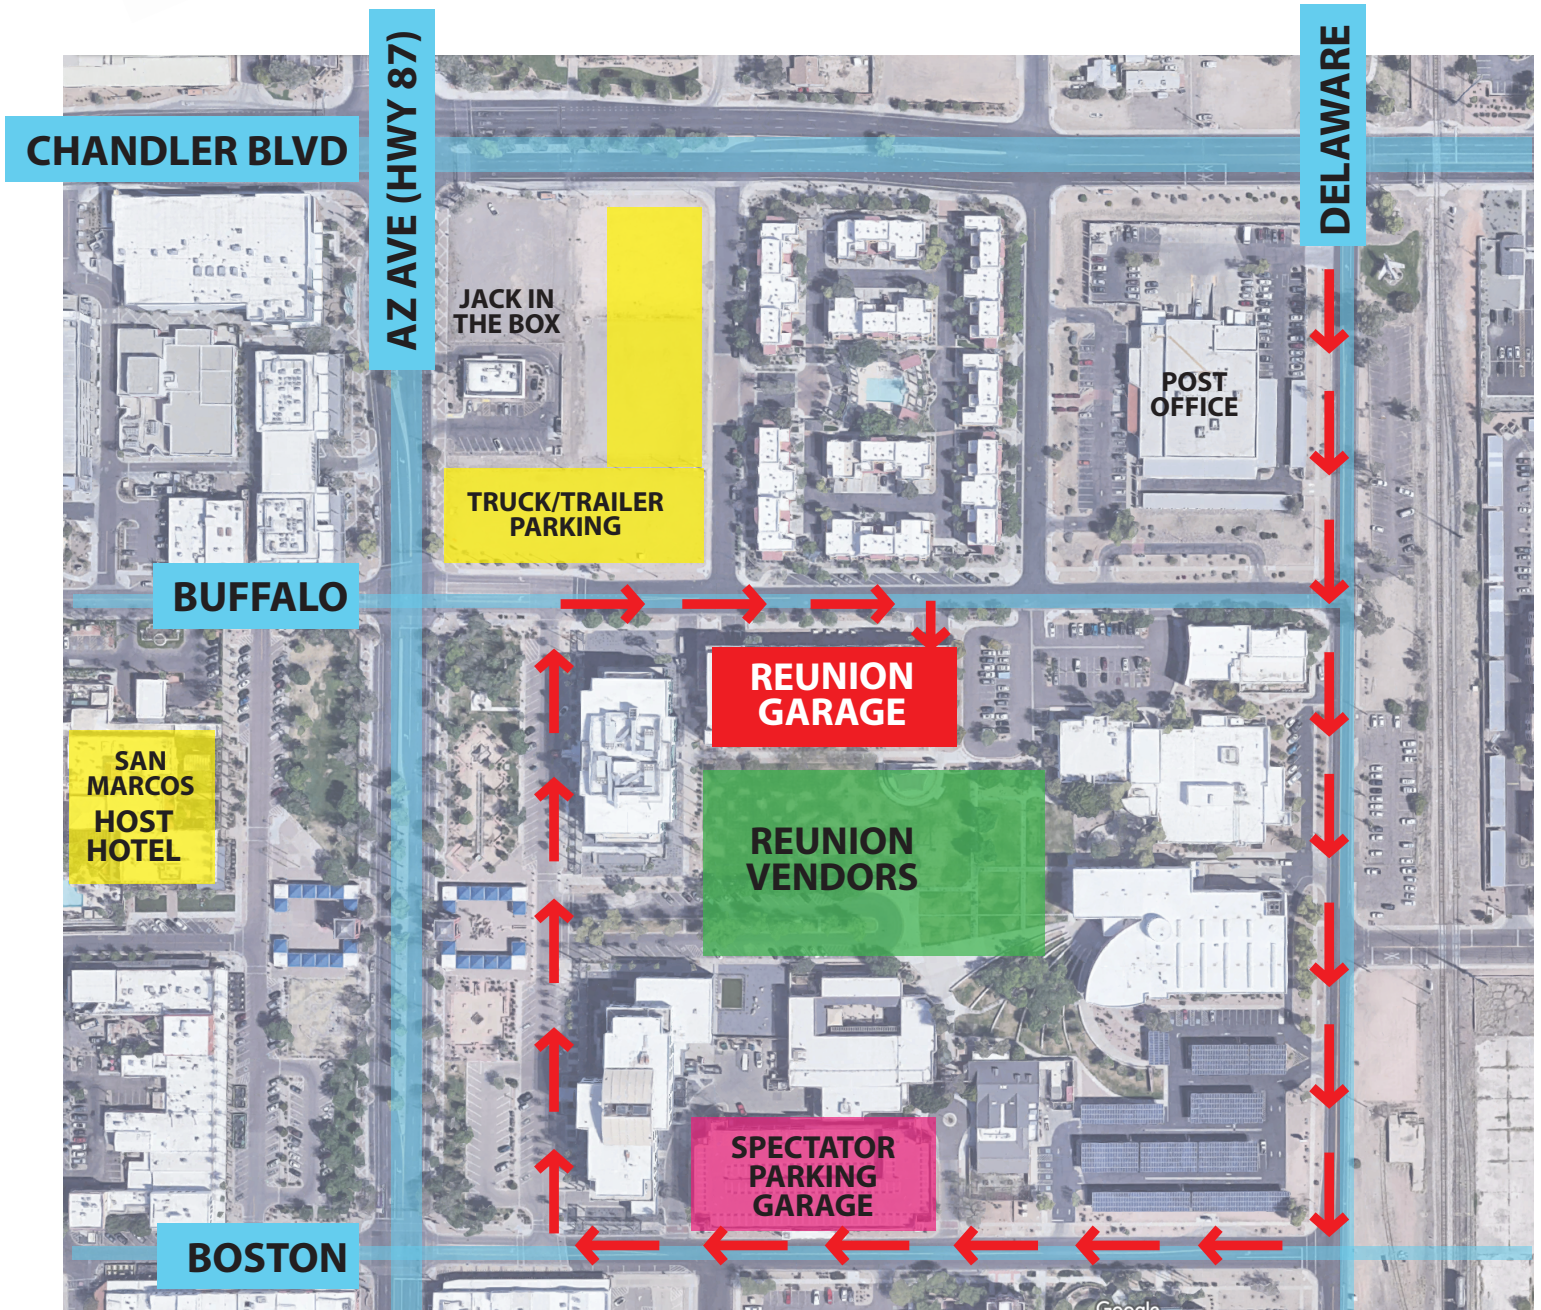 CHANDLER BLVD
AZ AVE (HWY 87)
DELAWARE
JACK IN
THE BOX
POST
OFFICE
TRUCK/TRAILER
PARKING
BUFFALO
REUNION
GARAGE
SAN
MARCOS
HOST
HOTEL
REUNION
VENDORS
SPECTATOR
PARKING
GARAGE
BOSTON
Google